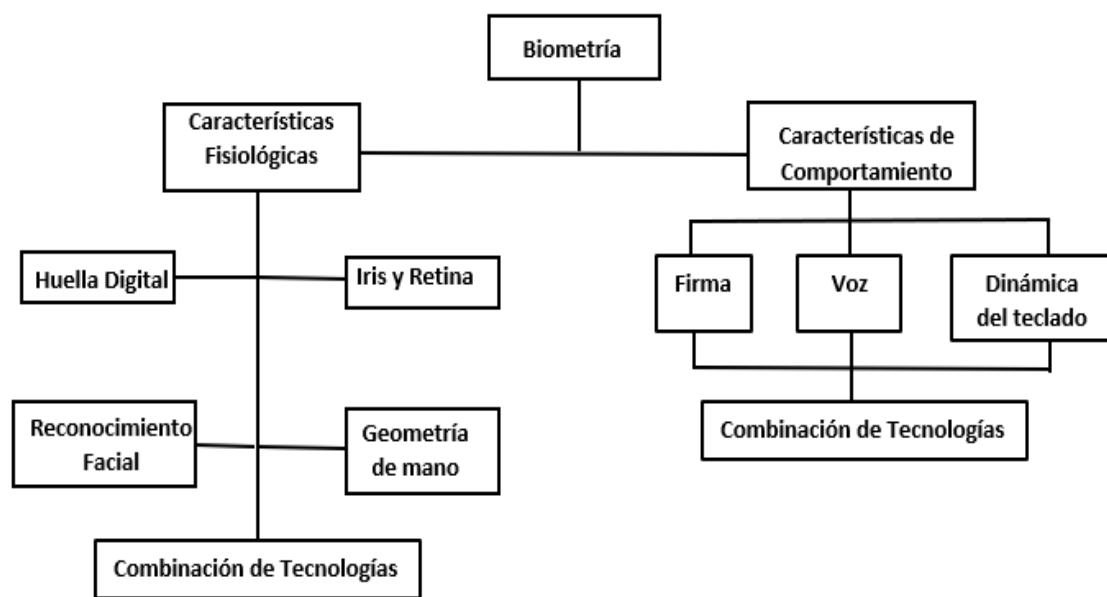 Biometría
Características
Fisiológicas
Características de
Comportamiento
Huella Digital
Iris y Retina
Reconocimiento
Facial
Geometría
de mano
Combinación de Tecnologías
Firma
Voz
Dinámica
del teclado
Combinación de Tecnologías